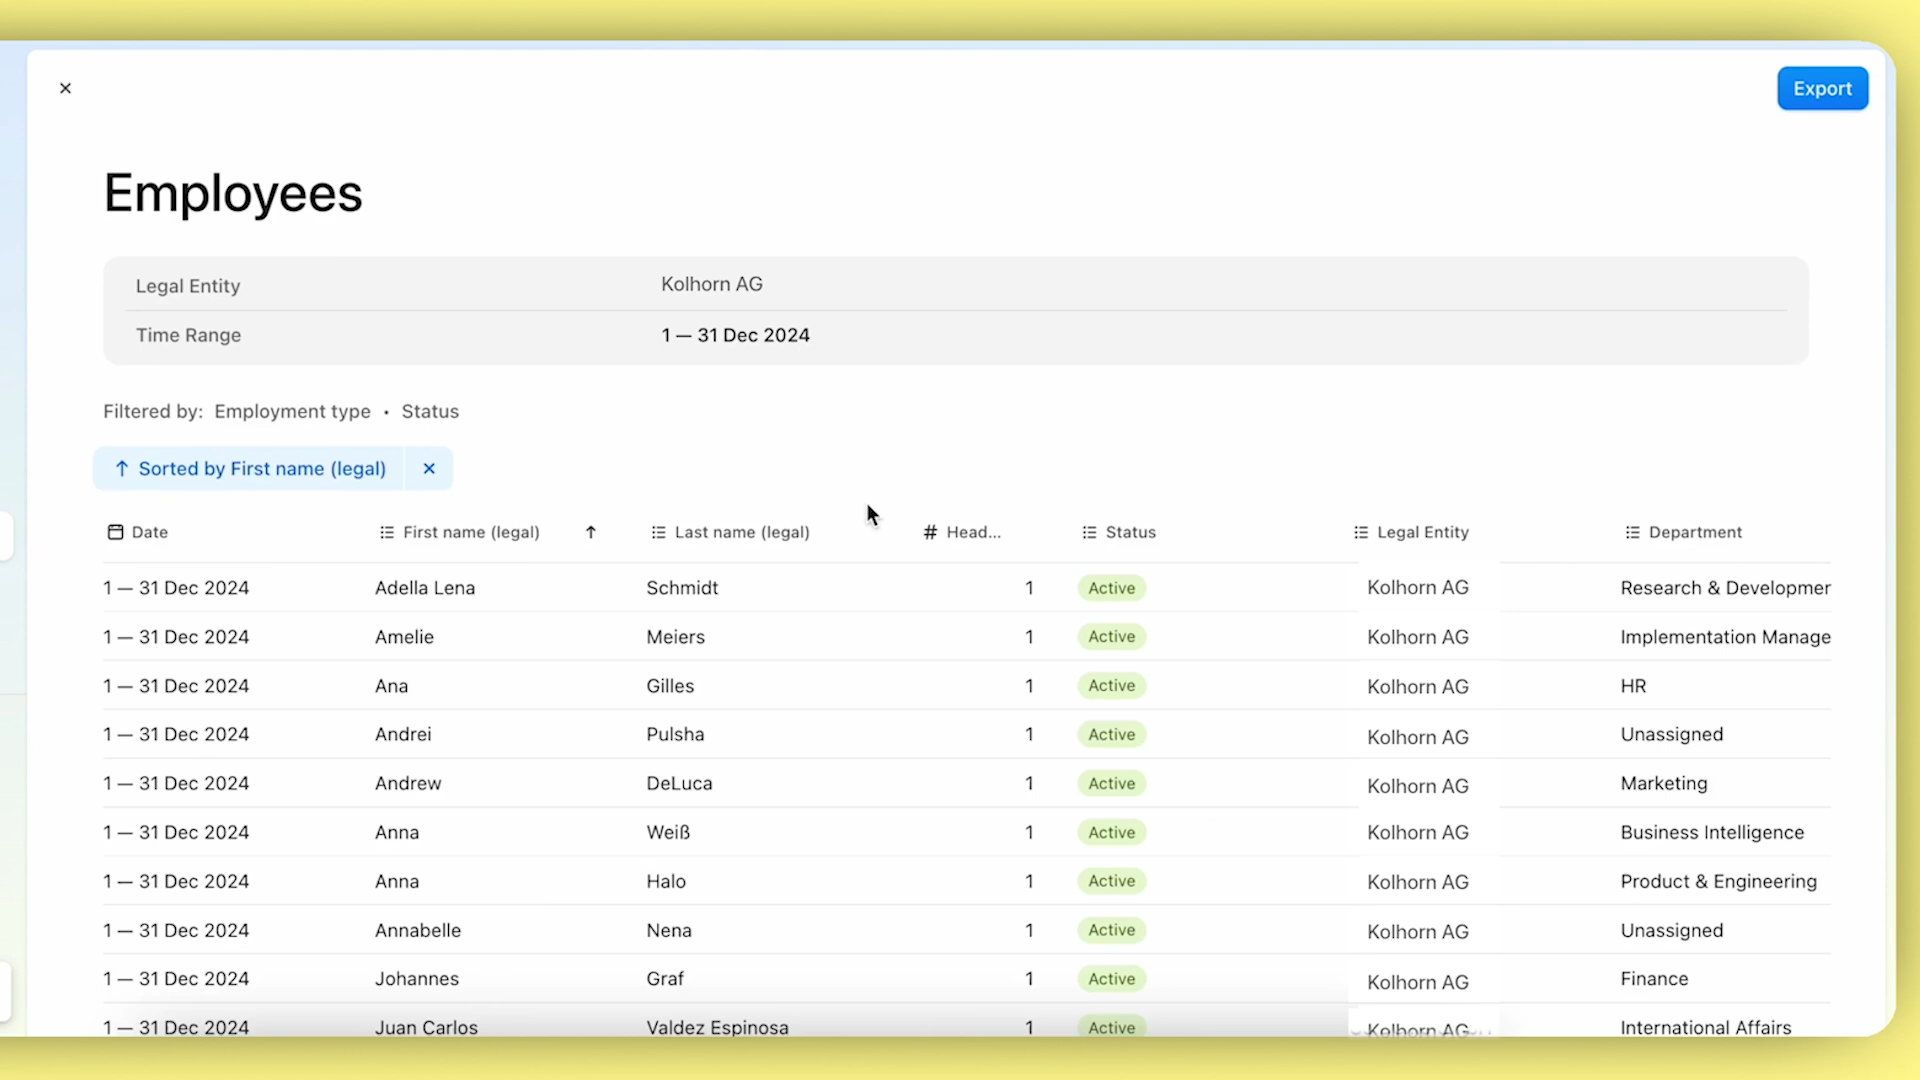 Export
Employees
Legal Entity Kolhorn AG
Time Range 1 — 31 Dec 2024
Filtered by: Employment type • Status
↑ Sorted by First name (legal) ×
Date First name (legal) ↑ Last name (legal) # Head... Status Legal Entity Department
1 — 31 Dec 2024 Adella Lena Schmidt 1 Active Kolhorn AG Research & Developmer
1 — 31 Dec 2024 Amelie Meiers 1 Active Kolhorn AG Implementation Manage
1 — 31 Dec 2024 Ana Gilles 1 Active Kolhorn AG HR
1 — 31 Dec 2024 Andrei Pulsha 1 Active Kolhorn AG Unassigned
1 — 31 Dec 2024 Andrew DeLuca 1 Active Kolhorn AG Marketing
1 — 31 Dec 2024 Anna Weiß 1 Active Kolhorn AG Business Intelligence
1 — 31 Dec 2024 Anna Halo 1 Active Kolhorn AG Product & Engineering
1 — 31 Dec 2024 Annabelle Nena 1 Active Kolhorn AG Unassigned
1 — 31 Dec 2024 Johannes Graf 1 Active Kolhorn AG Finance
1 — 31 Dec 2024 Juan Carlos Valdez Espinosa 1 Active Kolhorn AG International Affairs